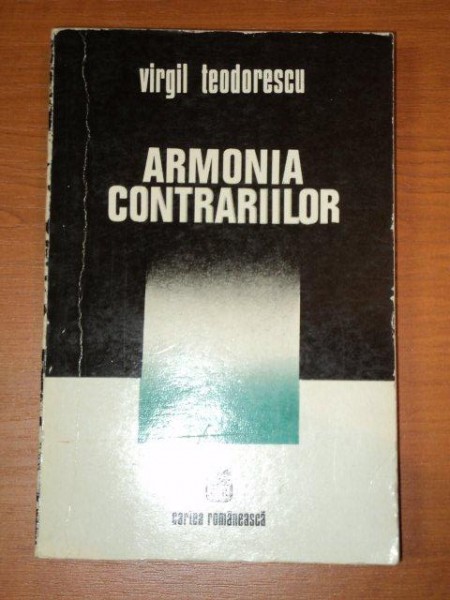 virgil teodorescu
ARMONIA
CONTRARIILOR
cartea românească